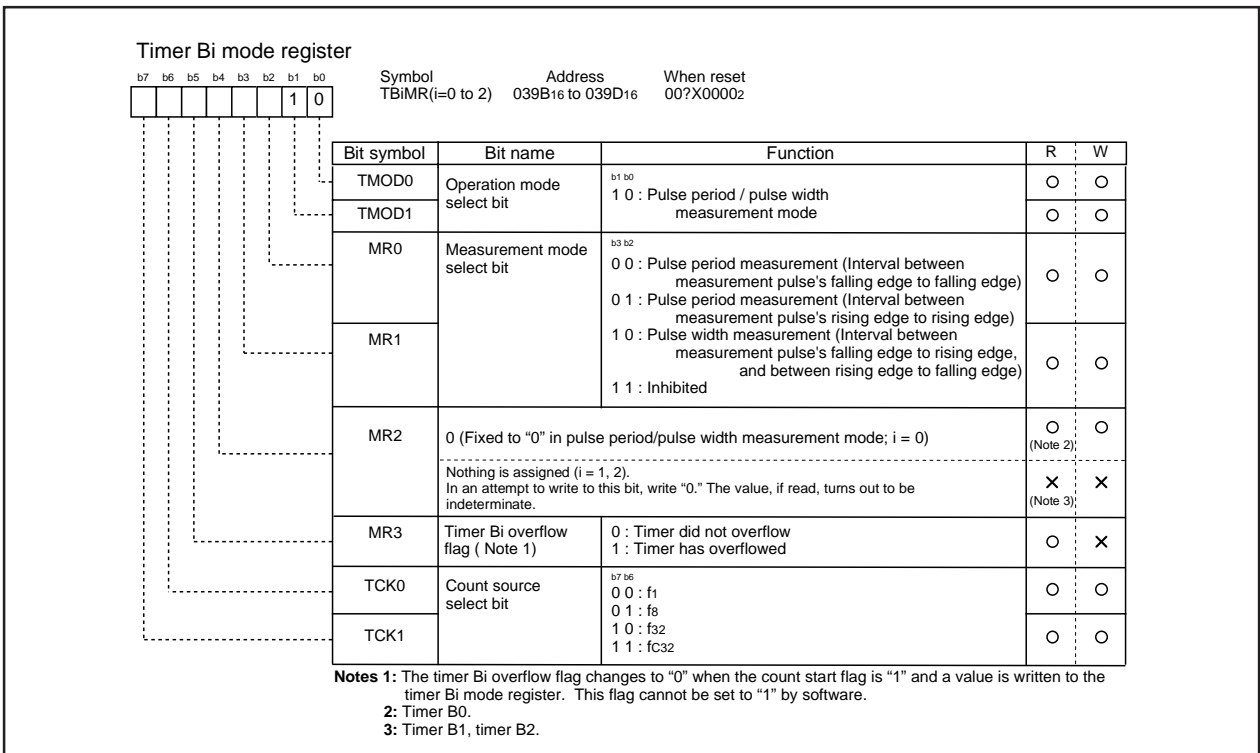 Timer Bi mode register
b7 b6 b5 b4 b3 b2 b1 b0
1 0
Symbol Address When reset
TBiMR(i=0 to 2) 039B16 to 039D16 00?X00002
Bit symbol Bit name Function R W
TMOD0 Operation mode select bit
b1 b0
1 0 : Pulse period / pulse width
measurement mode
TMOD1
MR0 Measurement mode select bit
b3 b2
0 0 : Pulse period measurement (Interval between
measurement pulse's falling edge to falling edge)
0 1 : Pulse period measurement (Interval between
measurement pulse's rising edge to rising edge)
MR1
1 0 : Pulse width measurement (Interval between
measurement pulse's falling edge to rising edge,
and between rising edge to falling edge)
1 1 : Inhibited
MR2
0 (Fixed to “0” in pulse period/pulse width measurement mode; i = 0)
(Note 2)
Nothing is assigned (i = 1, 2).
In an attempt to write to this bit, write “0.” The value, if read, turns out to be
indeterminate.
(Note 3)
MR3 Timer Bi overflow flag ( Note 1)
0 : Timer did not overflow
1 : Timer has overflowed
TCK0 Count source select bit
b7 b6
0 0 : f1
0 1 : f8
TCK1
1 0 : f32
1 1 : fC32
Notes 1: The timer Bi overflow flag changes to “0” when the count start flag is “1” and a value is written to the
timer Bi mode register. This flag cannot be set to “1” by software.
2: Timer B0.
3: Timer B1, timer B2.